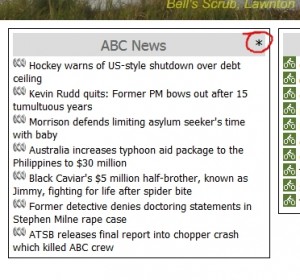 Bell's Scrub, Lawnton
ABC News *
Hockey warns of US-style shutdown over debt
ceiling
Kevin Rudd quits: Former PM bows out after 15
tumultuous years
Morrison defends limiting asylum seeker's time
with baby
Australia increases typhoon aid package to the
Philippines to $30 million
Black Caviar's $5 million half-brother, known as
Jimmy, fighting for life after spider bite
Former detective denies doctoring statements in
Stephen Milne rape case
ATSB releases final report into chopper crash
which killed ABC crew